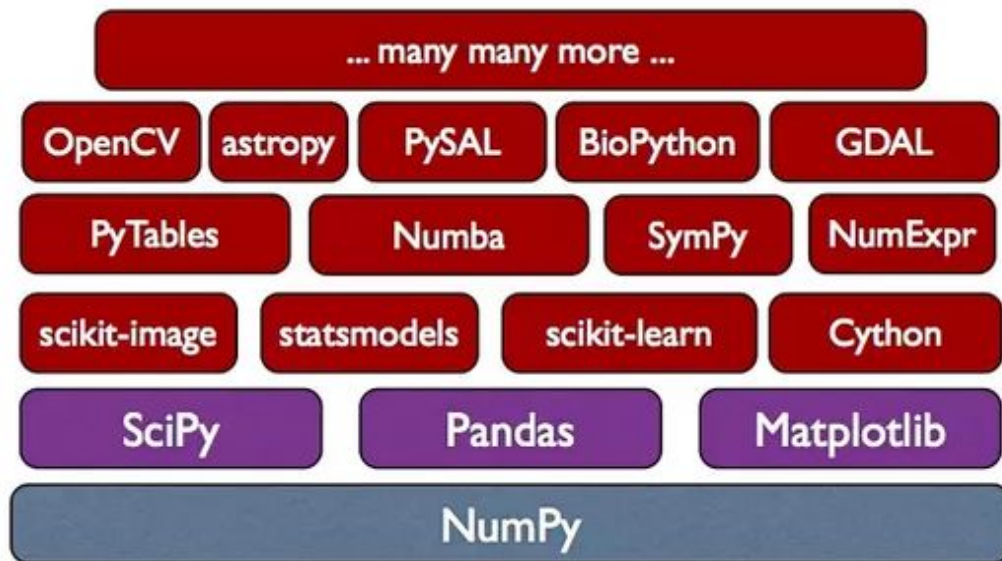 ... many many more ...
OpenCV astropy PySAL BioPython GDAL
PyTables Numba SymPy NumExpr
scikit-image statsmodels scikit-learn Cython
SciPy Pandas Matplotlib
NumPy